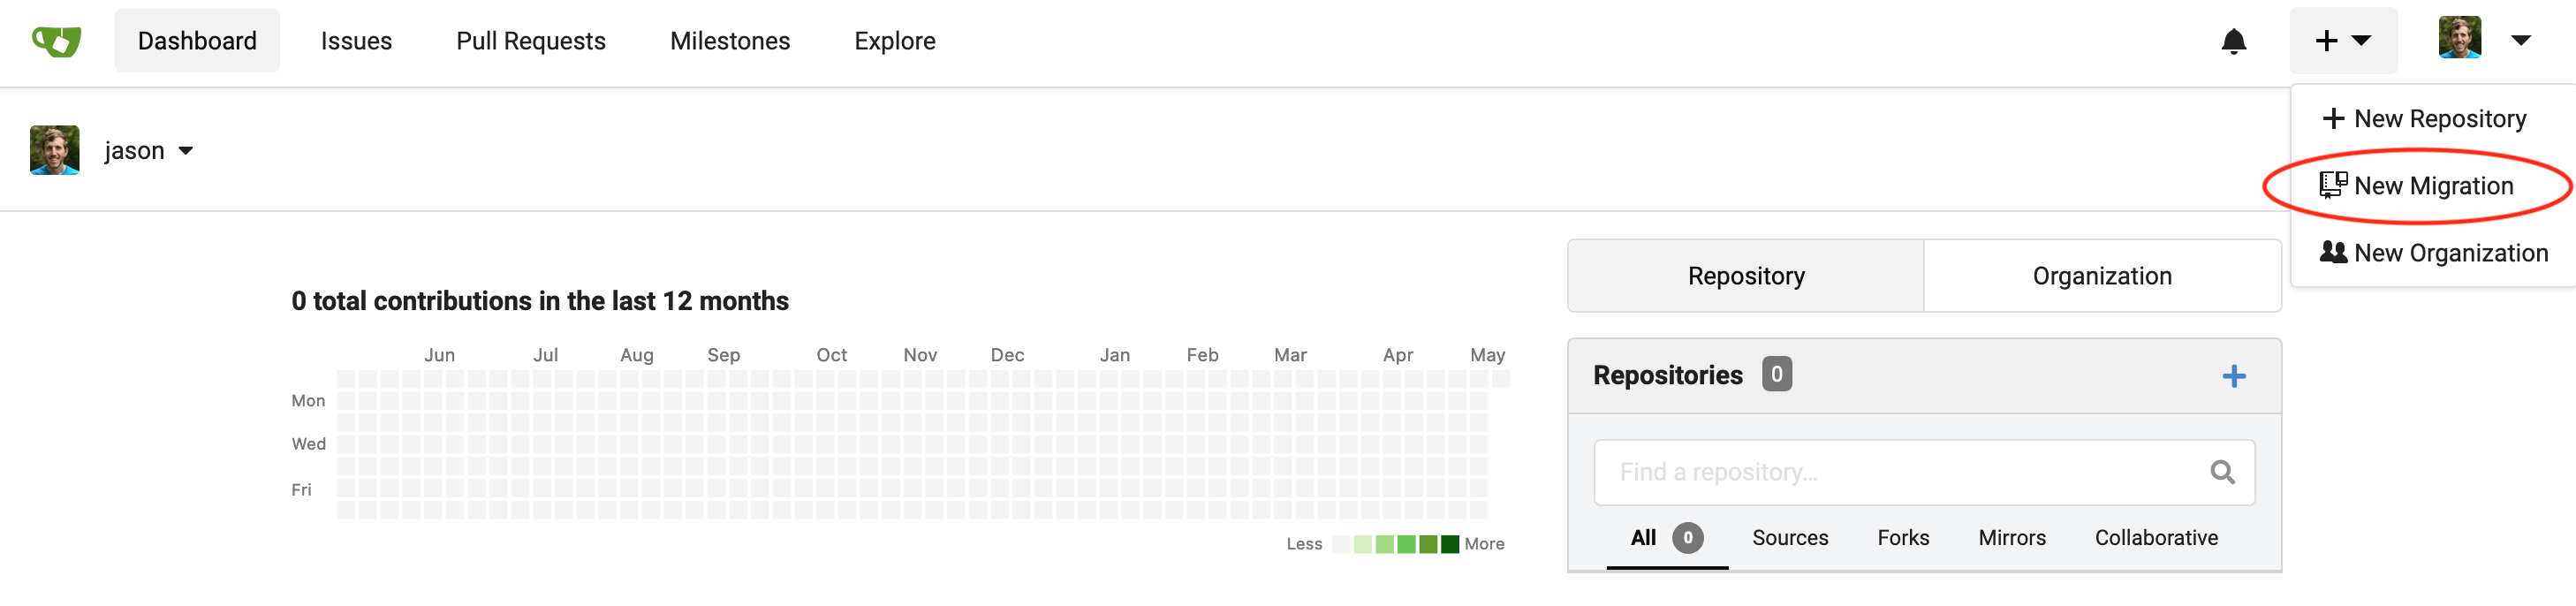 Dashboard Issues Pull Requests Milestones Explore
New Repository
jason
New Migration
New Organization
Repository Organization
0 total contributions in the last 12 months
Jun Jul Aug Sep Oct Nov Dec Jan Feb Mar Apr May
Mon
Wed
Fri
Less More
Repositories 0
Find a repository...
All 0 Sources Forks Mirrors Collaborative